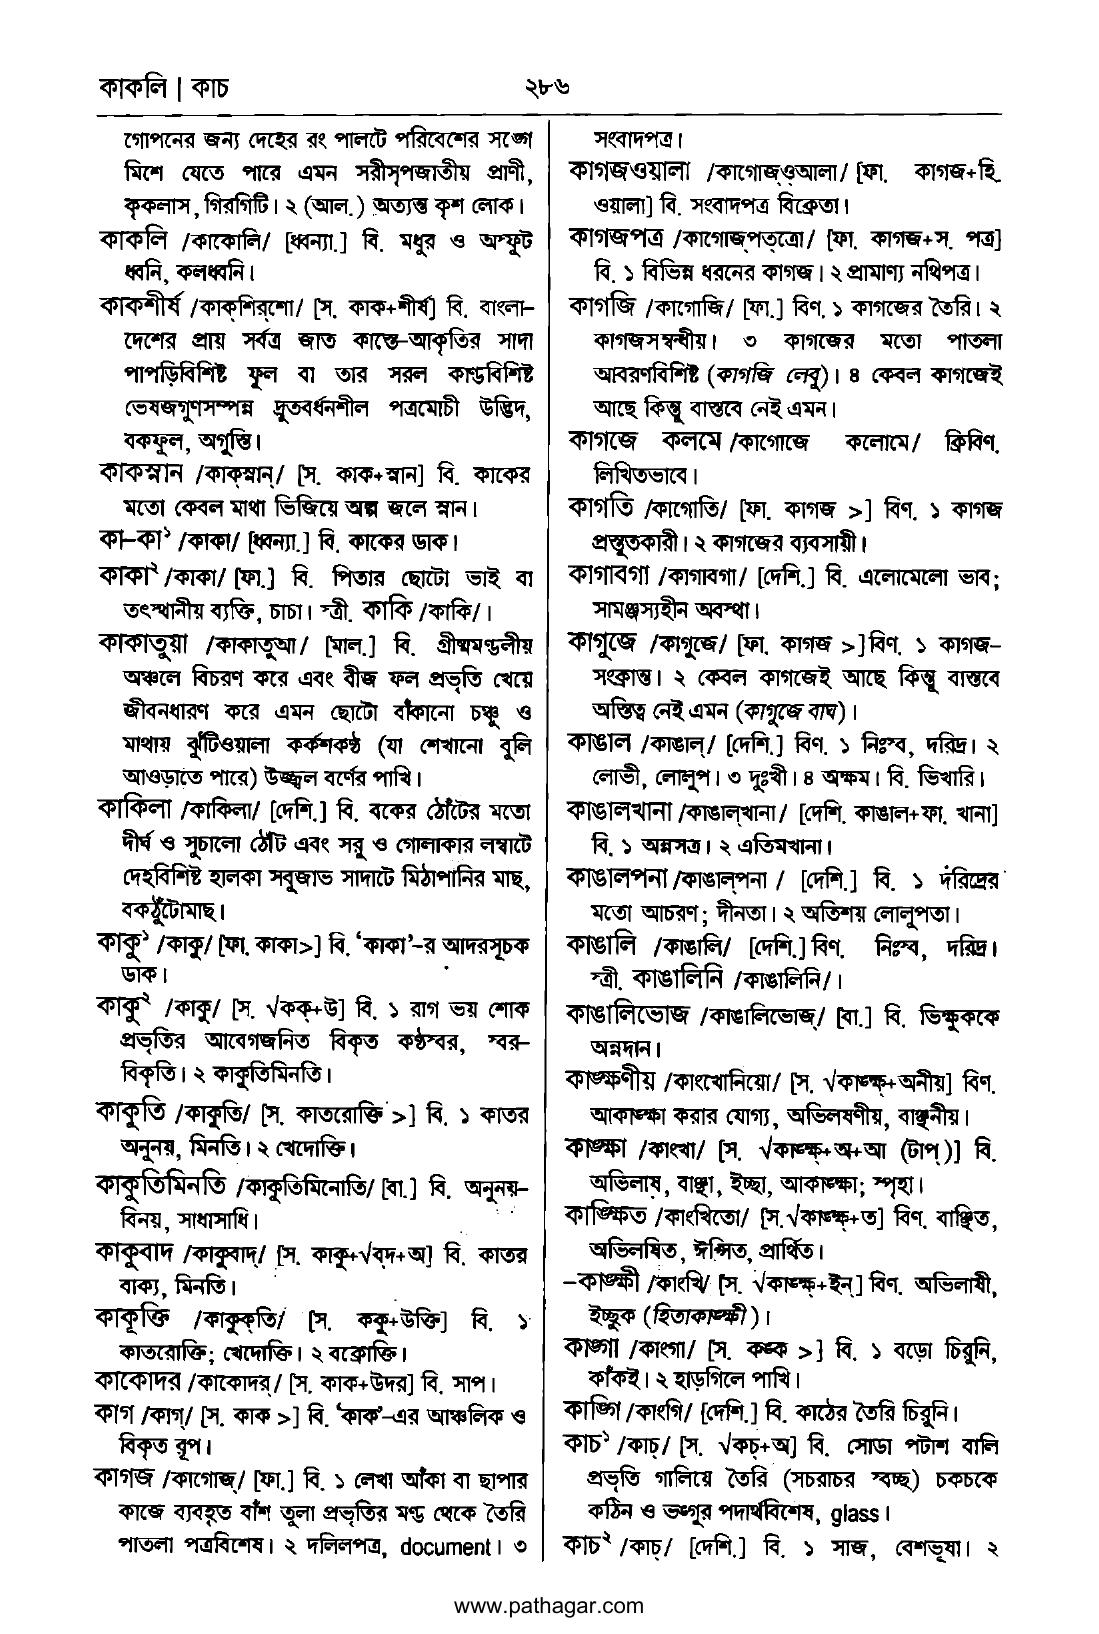 কাকলি | কাচ
২৮৬
গোপনের জন্য দেহের রং পালটে পরিবেশের সঙ্গে
মিশে যেতে পারে এমন সরীসৃপজাতীয় প্রাণী,
কৃকলাস, গিরগিটি। ২ (আল.) অত্যন্ত কৃশ লোক।
কাকলি /কাকোলি/ [ধ্বন্যা.] বি. মধুর ও অস্ফুট
ধ্বনি, কলধ্বনি।
কাকশীর্ষ /কাক্‌শির্‌শো/ [স. কাক+শীর্ষ] বি. বাংলা-
দেশের প্রায় সর্বত্র জাত কাস্তে-আকৃতির সাদা
পাপড়িবিশিষ্ট ফুল বা তার সরল কাণ্ডবিশিষ্ট
ভেষজগুণসম্পন্ন দ্রুতবর্ধনশীল পত্রমোচী উদ্ভিদ,
বকফুল, অগুস্তি।
কাকস্নান /কাক্‌স্নান্‌/ [স. কাক+স্নান] বি. কাকের
মতো কেবল মাথা ভিজিয়ে অল্প জলে স্নান।
কা-কা১ /কাকা/ [ধ্বন্যা.] বি. কাকের ডাক।
কাকা২ /কাকা/ [ফা.] বি. পিতার ছোটো ভাই বা
তৎস্থানীয় ব্যক্তি, চাচা। স্ত্রী. কাকি /কাকি/।
কাকাতুয়া /কাকাতুআ/ [মাল.] বি. গ্রীষ্মমণ্ডলীয়
অঞ্চলে বিচরণ করে এবং বীজ ফল প্রভৃতি খেয়ে
জীবনধারণ করে এমন ছোটো বাঁকানো চঞ্চু ও
মাথায় ঝুঁটিওয়ালা কর্কশকণ্ঠ (যা শেখানো বুলি
আওড়াতে পারে) উজ্জ্বল বর্ণের পাখি।
কাকিলা /কাকিলা/ [দেশি.] বি. বকের ঠোঁটের মতো
দীর্ঘ ও সুচালো ঠোঁট এবং সরু ও গোলাকার লম্বাটে
দেহবিশিষ্ট হালকা সবুজাভ সাদাটে মিঠাপানির মাছ,
বকঠুঁটোমাছ।
কাকু১ /কাকু/ [ফা. কাকা>] বি. ‘কাকা’-র আদরসূচক
ডাক।
কাকু২ /কাকু/ [স. √কক্‌+উ] বি. ১ রাগ ভয় শোক
প্রভৃতির আবেগজনিত বিকৃত কণ্ঠস্বর, স্বর-
বিকৃতি। ২ কাকুতিমিনতি।
কাকুতি /কাকুতি/ [স. কাতরোক্তি >] বি. ১ কাতর
অনুনয়, মিনতি। ২ খেদোক্তি।
কাকুতিমিনতি /কাকুতিমিনোতি/ [বা.] বি. অনুনয়-
বিনয়, সাধাসাধি।
কাকুবাদ /কাকুবাদ্‌/ [স. কাকু+√বদ্‌+অ] বি. কাতর
বাক্য, মিনতি।
কাকূক্তি /কাকুক্‌তি/ [স. ককু+উক্তি] বি. ১
কাতরোক্তি; খেদোক্তি। ২ বক্রোক্তি।
কাকোদর /কাকোদর্‌/ [স. কাক+উদর] বি. সাপ।
কাগ /কাগ্‌/ [স. কাক >] বি. ‘কাক’-এর আঞ্চলিক ও
বিকৃত রূপ।
কাগজ /কাগোজ্‌/ [ফা.] বি. ১ লেখা আঁকা বা ছাপার
কাজে ব্যবহৃত বাঁশ তুলা প্রভৃতির মণ্ড থেকে তৈরি
পাতলা পত্রবিশেষ। ২ দলিলপত্র, document। ৩
সংবাদপত্র।
কাগজওয়ালা /কাগোজ্‌ওআলা/ [ফা. কাগজ+হি.
ওয়ালা] বি. সংবাদপত্র বিক্রেতা।
কাগজপত্র /কাগোজ্‌পত্‌ত্রো/ [ফা. কাগজ+স. পত্র]
বি. ১ বিভিন্ন ধরনের কাগজ। ২ প্রামাণ্য নথিপত্র।
কাগজি /কাগোজি/ [ফা.] বিণ. ১ কাগজের তৈরি। ২
কাগজসম্বন্ধীয়। ৩ কাগজের মতো পাতলা
আবরণবিশিষ্ট (কাগজি লেবু)। ৪ কেবল কাগজেই
আছে কিন্তু বাস্তবে নেই এমন।
কাগজে কলমে /কাগোজে কলোমে/ ক্রিবিণ.
লিখিতভাবে।
কাগতি /কাগোতি/ [ফা. কাগজ >] বিণ. ১ কাগজ
প্রস্তুতকারী। ২ কাগজের ব্যবসায়ী।
কাগাবগা /কাগাবগা/ [দেশি.] বি. এলোমেলো ভাব;
সামঞ্জস্যহীন অবস্থা।
কাগুজে /কাগুজে/ [ফা. কাগজ >] বিণ. ১ কাগজ-
সংক্রান্ত। ২ কেবল কাগজেই আছে কিন্তু বাস্তবে
অস্তিত্ব নেই এমন (কাগুজে বাঘ)।
কাঙাল /কাঙাল্‌/ [দেশি.] বিণ. ১ নিঃস্ব, দরিদ্র। ২
লোভী, লোলুপ। ৩ দুঃখী। ৪ অক্ষম। বি. ভিখারি।
কাঙালখানা /কাঙাল্‌খানা/ [দেশি. কাঙাল+ফা. খানা]
বি. ১ অন্নসত্র। ২ এতিমখানা।
কাঙালপনা /কাঙাল্‌পনা / [দেশি.] বি. ১ দরিদ্রের
মতো আচরণ; দীনতা। ২ অতিশয় লোলুপতা।
কাঙালি /কাঙালি/ [দেশি.] বিণ. নিঃস্ব, দরিদ্র।
স্ত্রী. কাঙালিনি /কাঙালিনি/।
কাঙালিভোজ /কাঙালিভোজ্‌/ [বা.] বি. ভিক্ষুককে
অন্নদান।
কাঙ্ক্ষণীয় /কাংখোনিয়ো/ [স. √কাঙ্ক্ষ্‌+অনীয়] বিণ.
আকাঙ্ক্ষা করার যোগ্য, অভিলষণীয়, বাঞ্ছনীয়।
কাঙ্ক্ষা /কাংখা/ [স. √কাঙ্ক্ষ্‌+অ+আ (টাপ্‌)] বি.
অভিলাষ, বাঞ্ছা, ইচ্ছা, আকাঙ্ক্ষা; স্পৃহা।
কাঙ্ক্ষিত /কাংখিতো/ [স.√কাঙ্ক্ষ্‌+ত] বিণ. বাঞ্ছিত,
অভিলষিত, ঈপ্সিত, প্রার্থিত।
-কাঙ্ক্ষী /কাংখি/ [স. √কাঙ্ক্ষ্‌+ইন্‌] বিণ. অভিলাষী,
ইচ্ছুক (হিতাকাঙ্ক্ষী)।
কাঙ্গা /কাংগা/ [স. কঙ্ক >] বি. ১ বড়ো চিরুনি,
কাঁকই। ২ হাড়গিলে পাখি।
কাঙ্গি /কাংগি/ [দেশি.] বি. কাঠের তৈরি চিরুনি।
কাচ১ /কাচ্‌/ [স. √কচ্‌+অ] বি. সোডা পটাশ বালি
প্রভৃতি গালিয়ে তৈরি (সচরাচর স্বচ্ছ) চকচকে
কঠিন ও ভঙ্গুর পদার্থবিশেষ, glass।
কাচ২ /কাচ্‌/ [দেশি.] বি. ১ সাজ, বেশভূষা। ২
www.pathagar.com